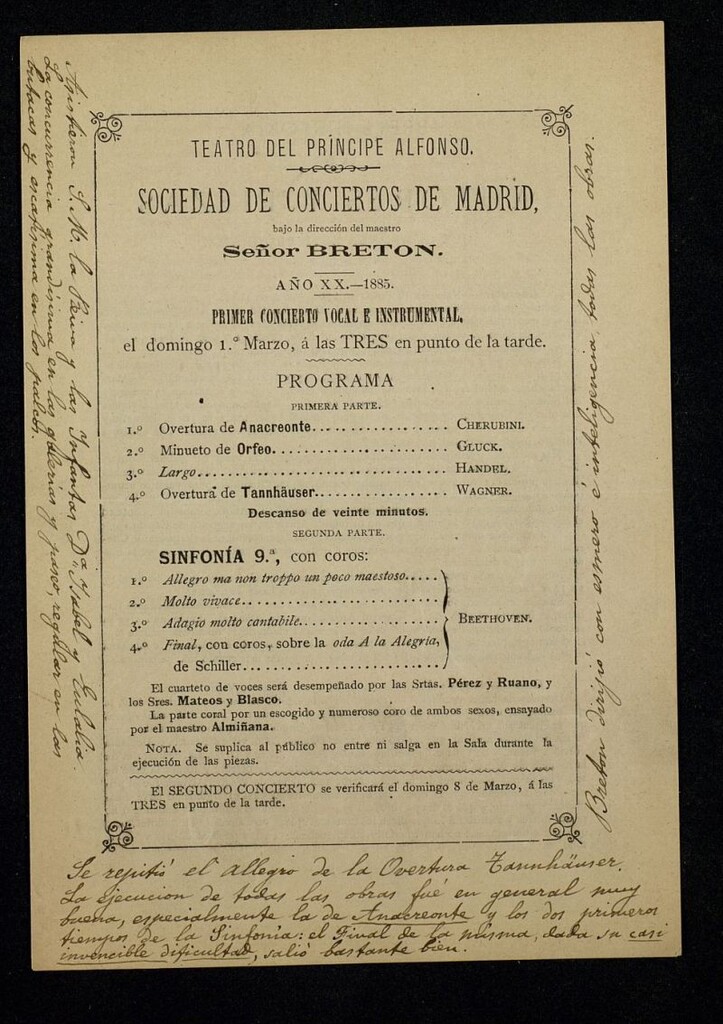 TEATRO DEL PRÍNCIPE ALFONSO.
SOCIEDAD DE CONCIERTOS DE MADRID,
bajo la dirección del maestro
Señor BRETON.
AÑO XX.—1885.
PRIMER CONCIERTO VOCAL E INSTRUMENTAL,
el domingo 1.º Marzo, á las TRES en punto de la tarde.
PROGRAMA
PRIMERA PARTE.
1.º Overtura de Anacreonte. . . . . . . . . . . . . . . . . CHERUBINI.
2.º Minueto de Orfeo. . . . . . . . . . . . . . . . . . . . . . GLUCK.
3.º Largo. . . . . . . . . . . . . . . . . . . . . . . . . . . . . . . HANDEL.
4.º Overtura de Tannhäuser. . . . . . . . . . . . . . . . . WAGNER.
Descanso de veinte minutos.
SEGUNDA PARTE.
SINFONÍA 9.ª, con coros:
1.º Allegro ma non troppo un poco maestoso. . . . .
2.º Molto vivace. . . . . . . . . . . . . . . . . . . . . . . . .
3.º Adagio molto cantabile. . . . . . . . . . . . . . . . . BEETHOVEN.
4.º Final, con coros, sobre la oda A la Alegría,
de Schiller. . . . . . . . . . . . . . . . . . . . . . . . .
El cuarteto de voces será desempeñado por las Srtas. Pérez y Ruano, y
los Sres. Mateos y Blasco.
La parte coral por un escogido y numeroso coro de ambos sexos, ensayado
por el maestro Almiñana.
NOTA. Se suplica al público no entre ni salga en la Sala durante la
ejecución de las piezas.
El SEGUNDO CONCIERTO se verificará el domingo 8 de Marzo, á las
TRES en punto de la tarde.
Asistieron S. M. la Reina y las Infantas Dª Isabel y Eulalia.
La concurrencia grandísima en las galerías y paseo, regular en las
butacas y escasísima en los palcos.
Breton dirigió con esmero é inteligencia todas las obras.
Se repitió el Allegro de la Overtura Tannhäuser.
La ejecucion de todas las obras fué en general muy
buena, especialmente la de Anacreonte y los dos primeros
tiempos de la Sinfonía: el Final de la misma, dada su casi
invencible dificultad, salió bastante bien.